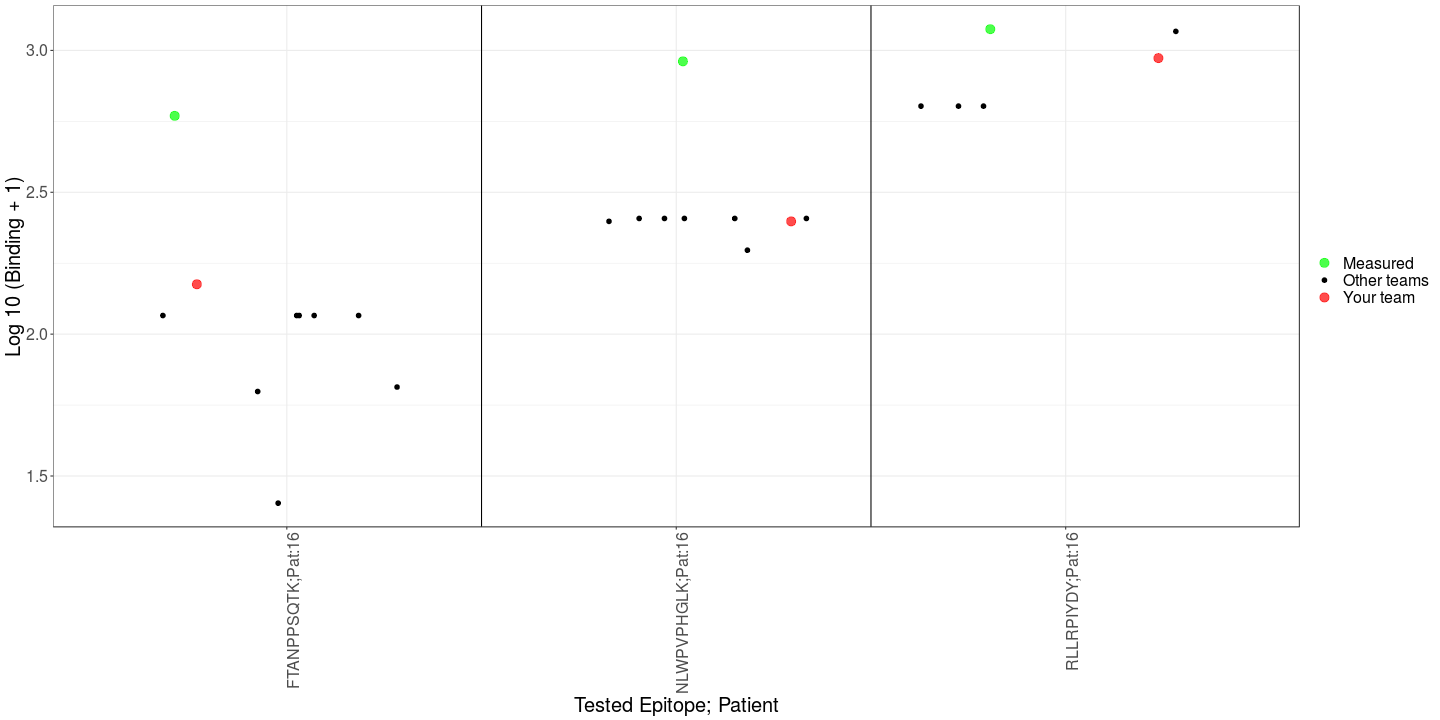 Log 10 (Binding + 1)
3.0
2.5
2.0
1.5
FTANPPSQTK;Pat:16
NLWPVPHGLK;Pat:16
RLLRPIYDY;Pat:16
Tested Epitope; Patient
Measured
Other teams
Your team